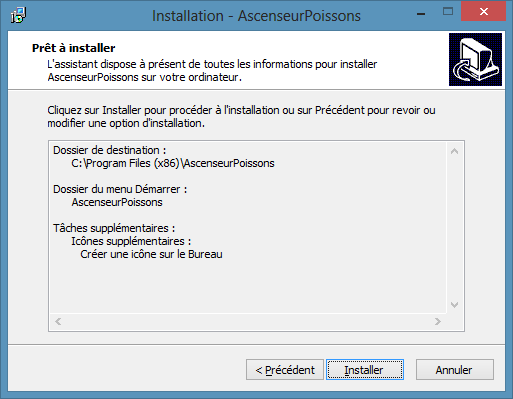 Installation - AscenseurPoissons
Prêt à installer
L'assistant dispose à présent de toutes les informations pour installer
AscenseurPoissons sur votre ordinateur.
Cliquez sur Installer pour procéder à l'installation ou sur Précédent pour revoir ou
modifier une option d'installation.
Dossier de destination :
C:\Program Files (x86)\AscenseurPoissons
Dossier du menu Démarrer :
AscenseurPoissons
Tâches supplémentaires :
Icônes supplémentaires :
Créer une icône sur le Bureau
< Précédent
Installer
Annuler